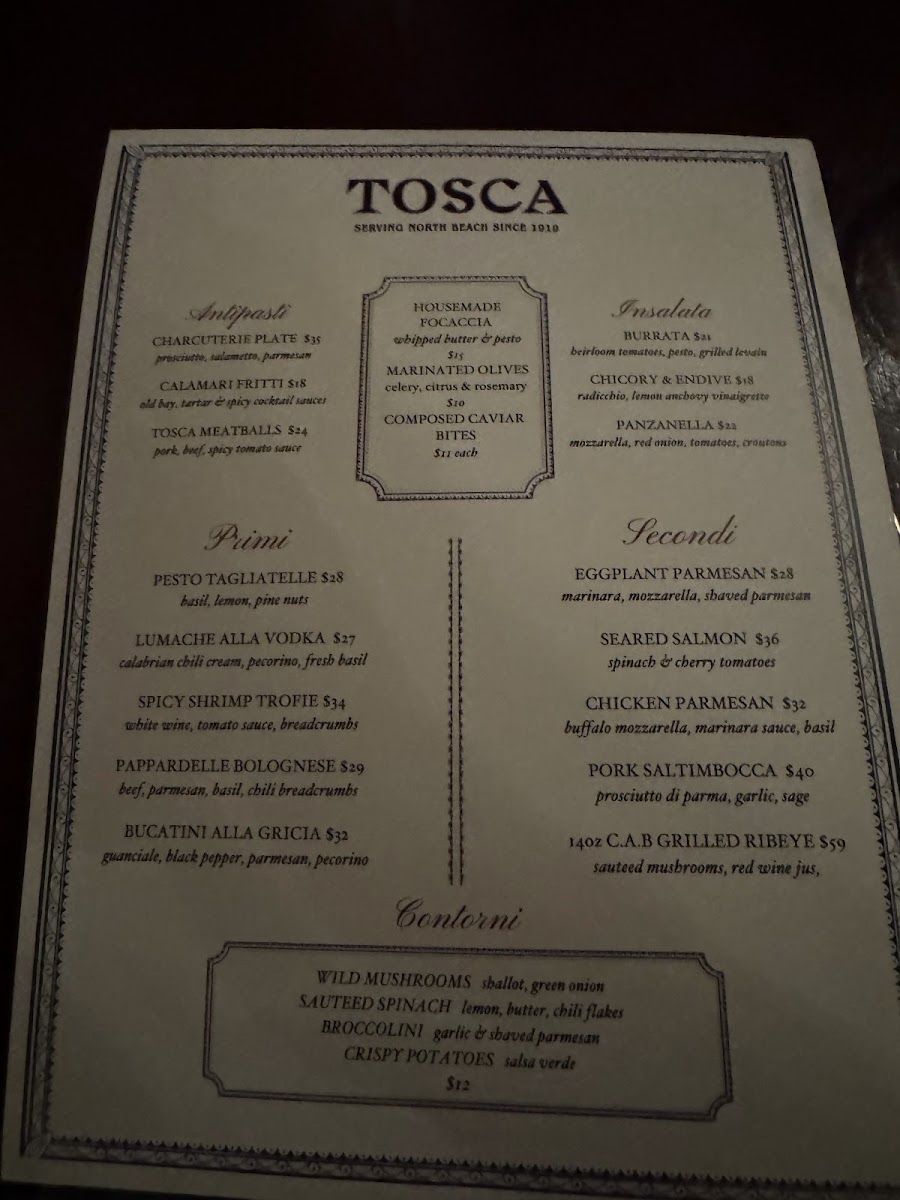 TOSCA
SERVING NORTH BEACH SINCE 1919
Antipasti
CHARCUTERIE PLATE $35
prosciutto, salametto, parmesan
CALAMARI FRITTI $18
old bay, tartar & spicy cocktail sauces
TOSCA MEATBALLS $24
pork, beef, spicy tomato sauce
HOUSEMADE
FOCACCIA
whipped butter & pesto
$15
MARINATED OLIVES
celery, citrus & rosemary
$10
COMPOSED CAVIAR
BITES
$11 each
Insalata
BURRATA $21
heirloom tomatoes, pesto, grilled levain
CHICORY & ENDIVE $18
radicchio, lemon anchovy vinaigrette
PANZANELLA $22
mozzarella, red onion, tomatoes, croutons
Primi
PESTO TAGLIATELLE $28
basil, lemon, pine nuts
LUMACHE ALLA VODKA $27
calabrian chili cream, pecorino, fresh basil
SPICY SHRIMP TROFIE $34
white wine, tomato sauce, breadcrumbs
PAPPARDELLE BOLOGNESE $29
beef, parmesan, basil, chili breadcrumbs
BUCATINI ALLA GRICIA $32
guanciale, black pepper, parmesan, pecorino
Secondi
EGGPLANT PARMESAN $28
marinara, mozzarella, shaved parmesan
SEARED SALMON $36
spinach & cherry tomatoes
CHICKEN PARMESAN $32
buffalo mozzarella, marinara sauce, basil
PORK SALTIMBOCCA $40
prosciutto di parma, garlic, sage
14oz C.A.B GRILLED RIBEYE $59
sauteed mushrooms, red wine jus,
Contorni
WILD MUSHROOMS shallot, green onion
SAUTEED SPINACH lemon, butter, chili flakes
BROCCOLINI garlic & shaved parmesan
CRISPY POTATOES salsa verde
$12